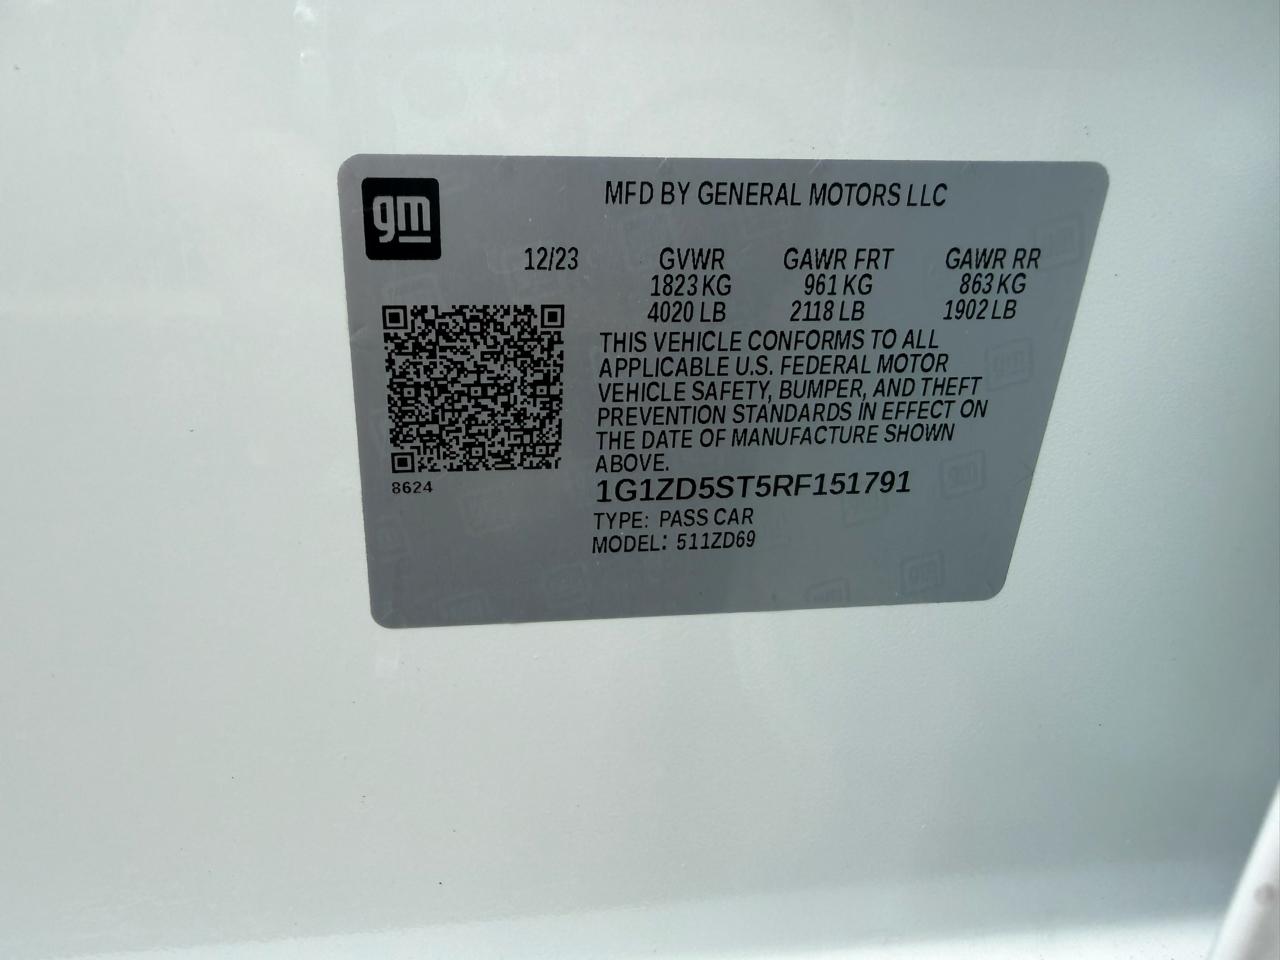 gm
MFD BY GENERAL MOTORS LLC
12/23 GVWR GAWR FRT GAWR RR
1823 KG 961 KG 863 KG
4020 LB 2118 LB 1902 LB
THIS VEHICLE CONFORMS TO ALL
APPLICABLE U.S. FEDERAL MOTOR
VEHICLE SAFETY, BUMPER, AND THEFT
PREVENTION STANDARDS IN EFFECT ON
THE DATE OF MANUFACTURE SHOWN
ABOVE.
8624
1G1ZD5ST5RF151791
TYPE: PASS CAR
MODEL: 511ZD69